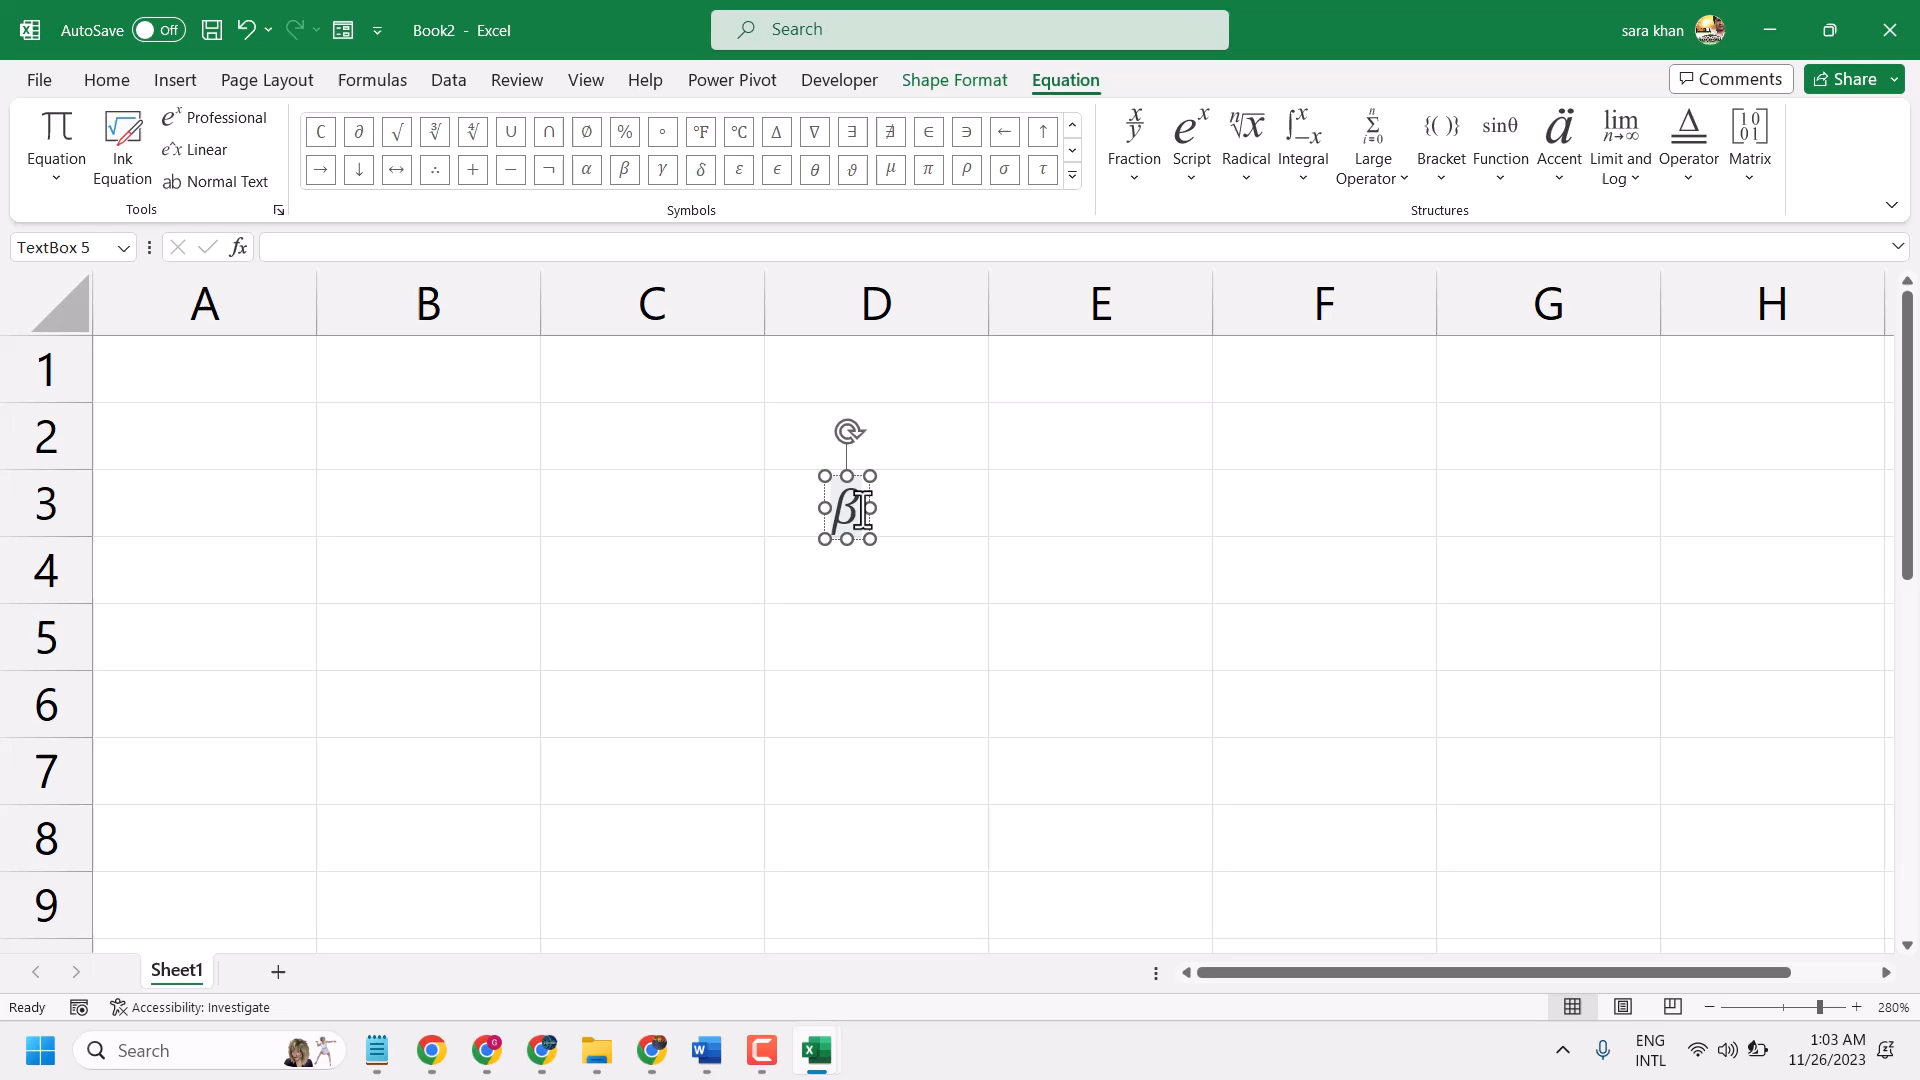 AutoSave Off Book2 - Excel Search sara khan
File Home Insert Page Layout Formulas Data Review View Help Power Pivot Developer Shape Format Equation Comments Share
Equation
Ink Equation
Professional
Linear
ab Normal Text
Tools
C ∂ √ ∛ ∜ ∪ ∩ ∅ % ° °F °C ∆ ∇ ∃ ∄ ∈ ∋ ← ↑
→ ↓ ↔ ∴ + − ¬ α β γ δ ε ϵ θ ϑ μ π ρ σ τ
Symbols
Fraction
Script
Radical
Integral
Large Operator
Bracket
Function
Accent
Limit and Log
Operator
Matrix
Structures
TextBox 5 fx
A B C D E F G H
1
2
3 β
4
5
6
7
8
9
Sheet1
Ready Accessibility: Investigate 280%
Search ENG INTL 1:03 AM 11/26/2023